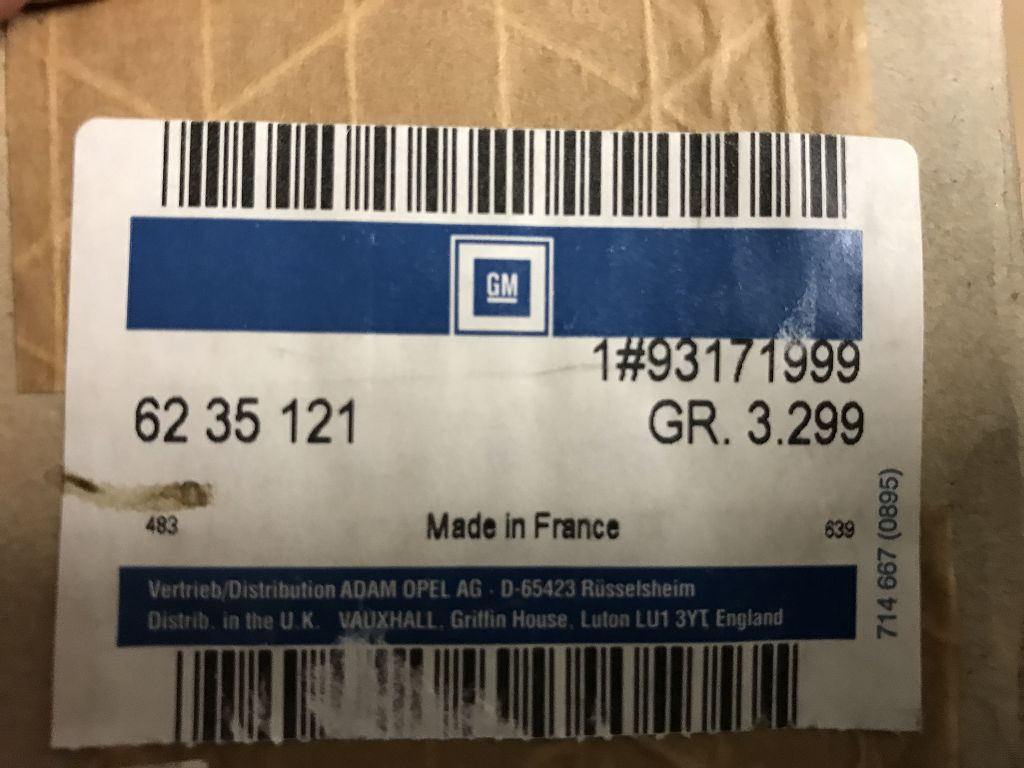 GM
1#93171999
62 35 121 GR. 3.299
483 Made in France 639
Vertrieb/Distribution ADAM OPEL AG · D-65423 Rüsselsheim
Distrib. in the U.K. VAUXHALL. Griffin House. Luton LU1 3YT England
714 667 (0895)